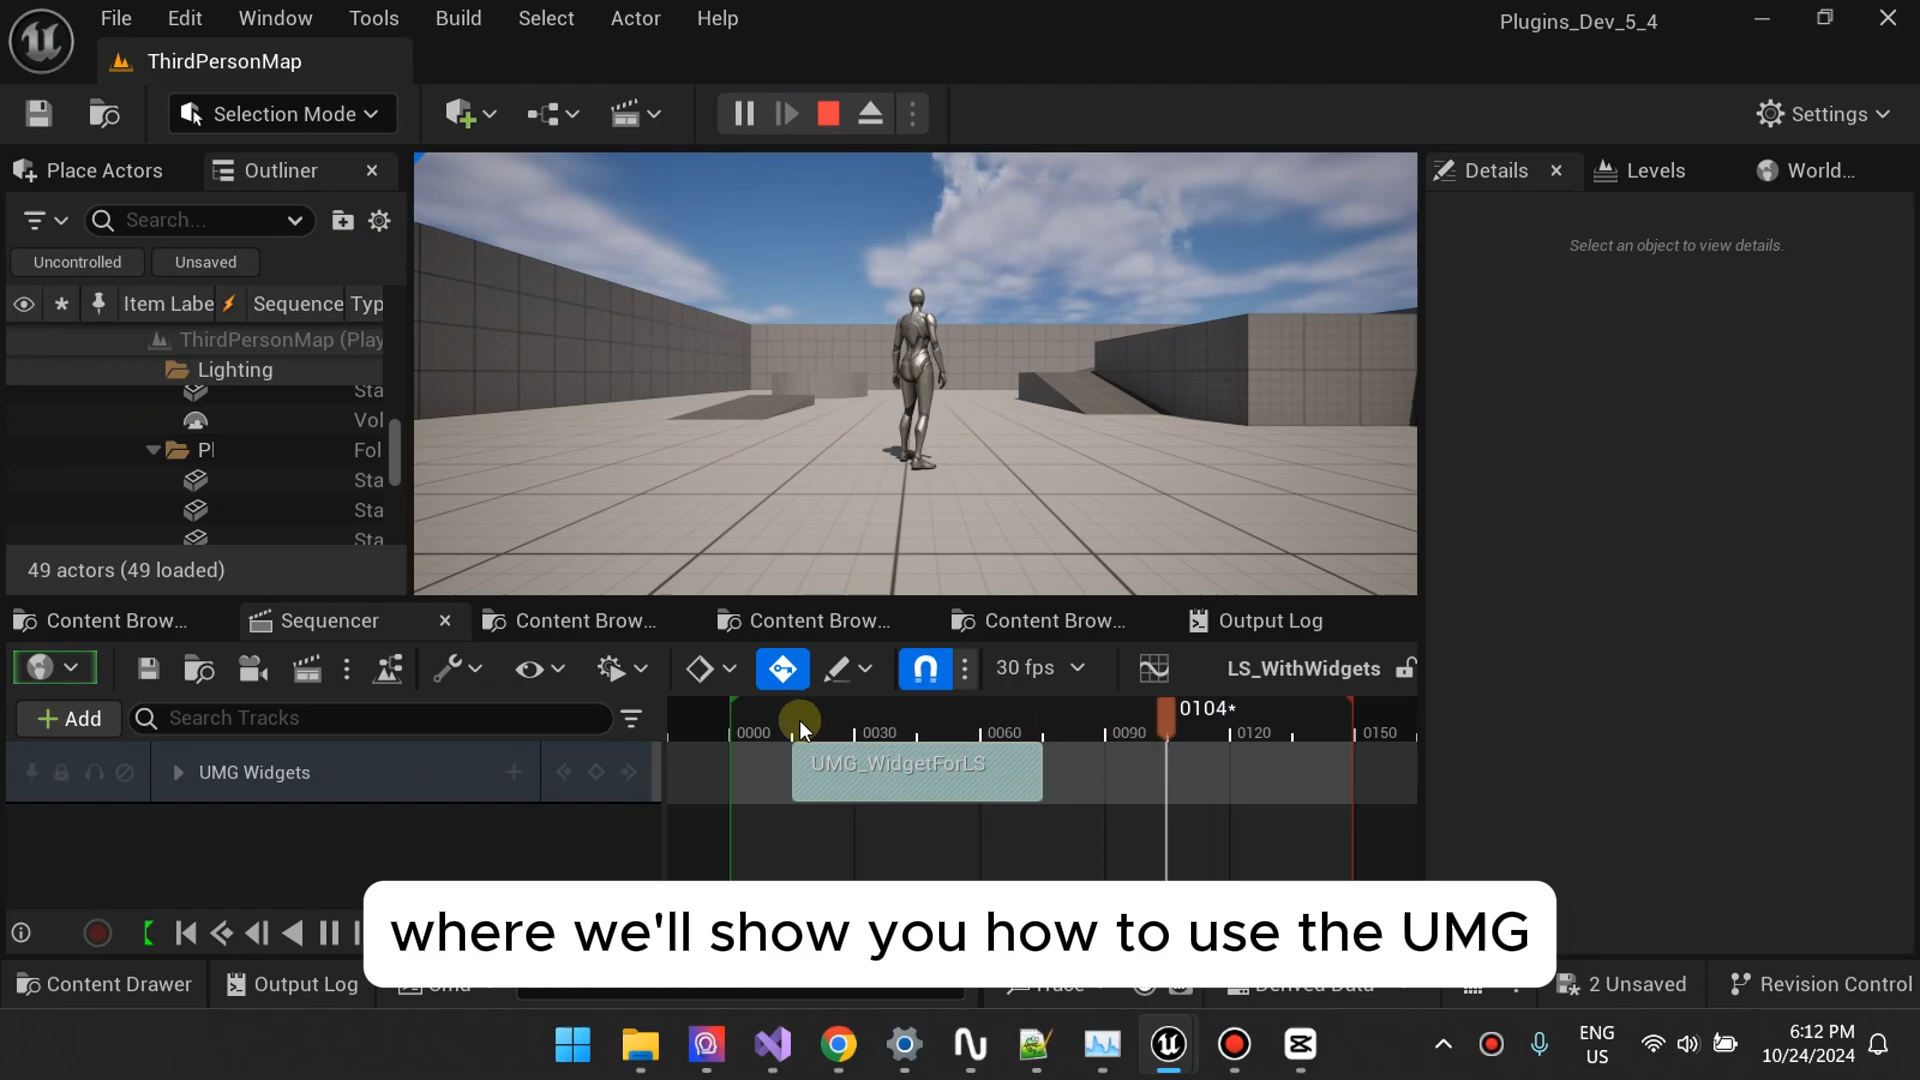 File Edit Window Tools Build Select Actor Help
Plugins_Dev_5_4
ThirdPersonMap
Selection Mode
Settings
Place Actors
Outliner
Details
Levels
World...
Search...
Select an object to view details.
Uncontrolled
Unsaved
Item Labe
Sequence
Typ
ThirdPersonMap (Play
Lighting
Sta
Vol
Pl
Fol
Sta
Sta
Sta
49 actors (49 loaded)
Content Brow...
Sequencer
Content Brow...
Content Brow...
Content Brow...
Output Log
30 fps
LS_WithWidgets
Add
Search Tracks
0104*
0000 0030 0060 0090 0120 0150
UMG Widgets
UMG_WidgetForLS
where we'll show you how to use the UMG
Content Drawer
Output Log
Cmd
Trace
Derived Data
2 Unsaved
Revision Control
ENG
US
6:12 PM
10/24/2024